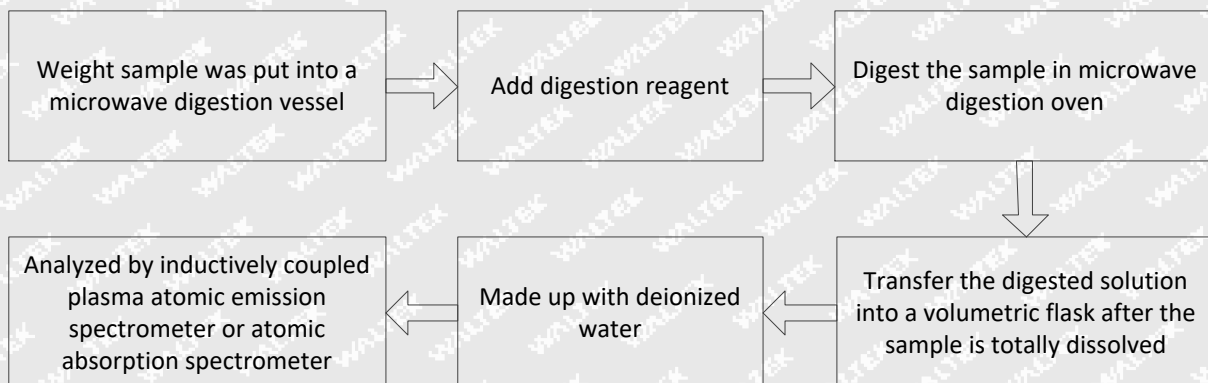 Weight sample was put into a
microwave digestion vessel
Add digestion reagent
Digest the sample in microwave
digestion oven
Transfer the digested solution
into a volumetric flask after the
sample is totally dissolved
Made up with deionized
water
Analyzed by inductively coupled
plasma atomic emission
spectrometer or atomic
absorption spectrometer
WALTEK